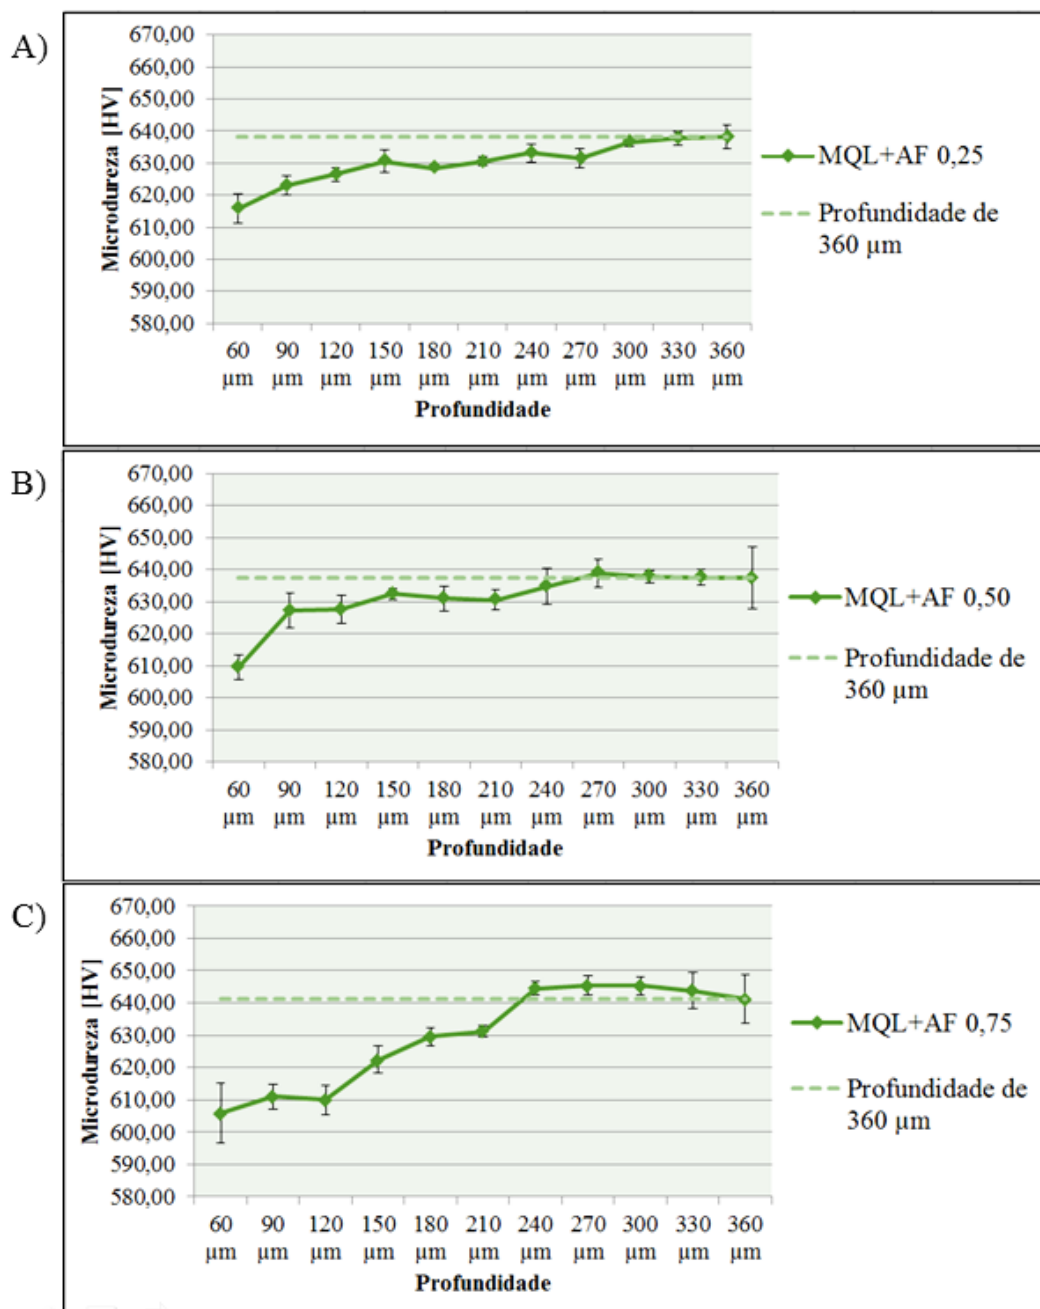 A)
670,00
660,00
650,00
640,00
630,00
620,00
610,00
600,00
590,00
580,00
Microdureza [HV]
60 90 120 150 180 210 240 270 300 330 360
µm µm µm µm µm µm µm µm µm µm µm
Profundidade
MQL+AF 0,25
Profundidade de
360 µm
B)
670,00
660,00
650,00
640,00
630,00
620,00
610,00
600,00
590,00
580,00
Microdureza [HV]
60 90 120 150 180 210 240 270 300 330 360
µm µm µm µm µm µm µm µm µm µm µm
Profundidade
MQL+AF 0,50
Profundidade de
360 µm
C)
670,00
660,00
650,00
640,00
630,00
620,00
610,00
600,00
590,00
580,00
Microdureza [HV]
60 90 120 150 180 210 240 270 300 330 360
µm µm µm µm µm µm µm µm µm µm µm
Profundidade
MQL+AF 0,75
Profundidade de
360 µm